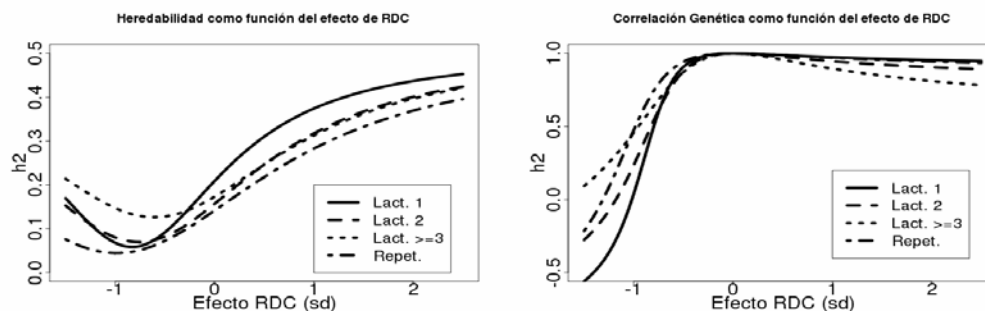 Heredabilidad como función del efecto de RDC
h2
0.5
0.4
0.3
0.2
0.1
0.0
Lact. 1
Lact. 2
Lact. >=3
Repet.
-1
0
1
2
Efecto RDC (sd)
Correlación Genética como función del efecto de RDC
h2
1.0
0.5
0.0
-0.5
Lact. 1
Lact. 2
Lact. >=3
Repet.
-1
0
1
2
Efecto RDC (sd)